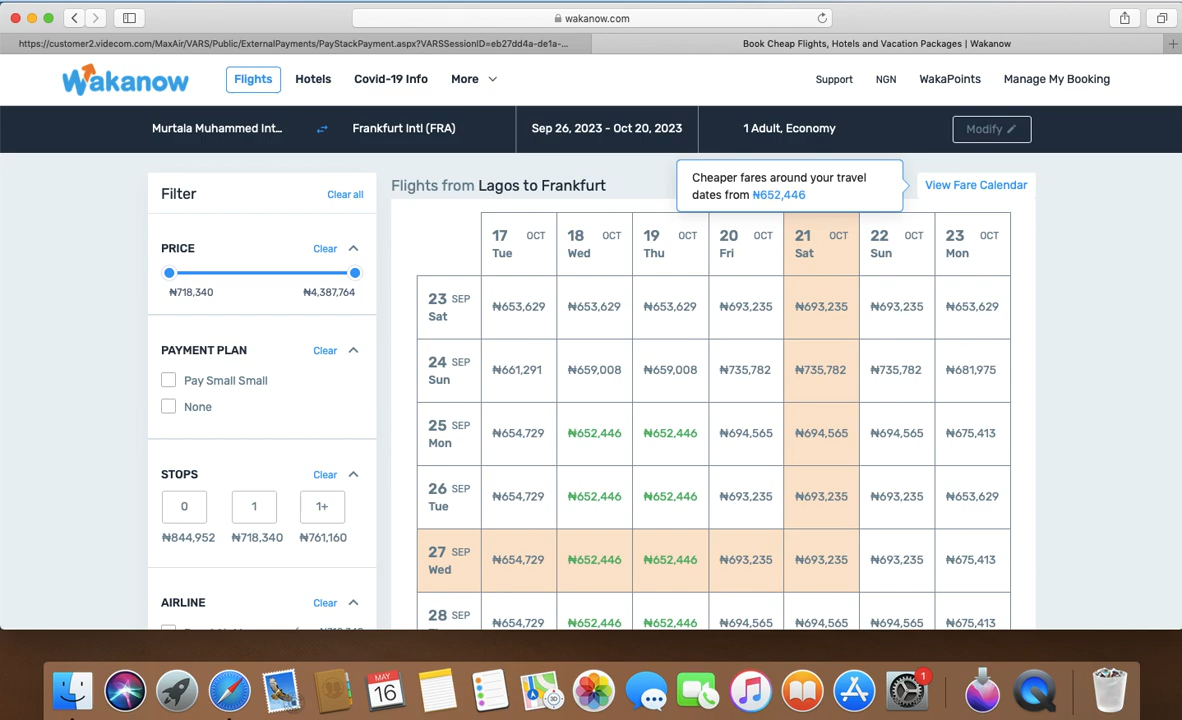 wakanow.com
https://customer2.videcom.com/MaxAir/VARS/Public/ExternalPayments/PayStackPayment.aspx?VARSSessionID=eb27dd4a-de1a-...
Book Cheap Flights, Hotels and Vacation Packages | Wakanow
Wakanow
Flights
Hotels
Covid-19 Info
More
Support
NGN
WakaPoints
Manage My Booking
Murtala Muhammed Int...
Frankfurt Intl (FRA)
Sep 26, 2023 - Oct 20, 2023
1 Adult, Economy
Modify
Filter
Clear all
PRICE
Clear
₦718,340
₦4,387,764
PAYMENT PLAN
Clear
Pay Small Small
None
STOPS
Clear
0
1
1+
₦844,952
₦718,340
₦761,160
AIRLINE
Clear
Flights from Lagos to Frankfurt
Cheaper fares around your travel
dates from ₦652,446
View Fare Calendar
17 OCT
Tue
18 OCT
Wed
19 OCT
Thu
20 OCT
Fri
21 OCT
Sat
22 OCT
Sun
23 OCT
Mon
23 SEP
Sat
₦653,629
₦653,629
₦653,629
₦693,235
₦693,235
₦693,235
₦653,629
24 SEP
Sun
₦661,291
₦659,008
₦659,008
₦735,782
₦735,782
₦735,782
₦681,975
25 SEP
Mon
₦654,729
₦652,446
₦652,446
₦694,565
₦694,565
₦694,565
₦675,413
26 SEP
Tue
₦654,729
₦652,446
₦652,446
₦693,235
₦693,235
₦693,235
₦653,629
27 SEP
Wed
₦654,729
₦652,446
₦652,446
₦693,235
₦693,235
₦693,235
₦675,413
28 SEP
₦654,729
₦652,446
₦652,446
₦694,565
₦694,565
₦694,565
₦675,413
MAY
16
1